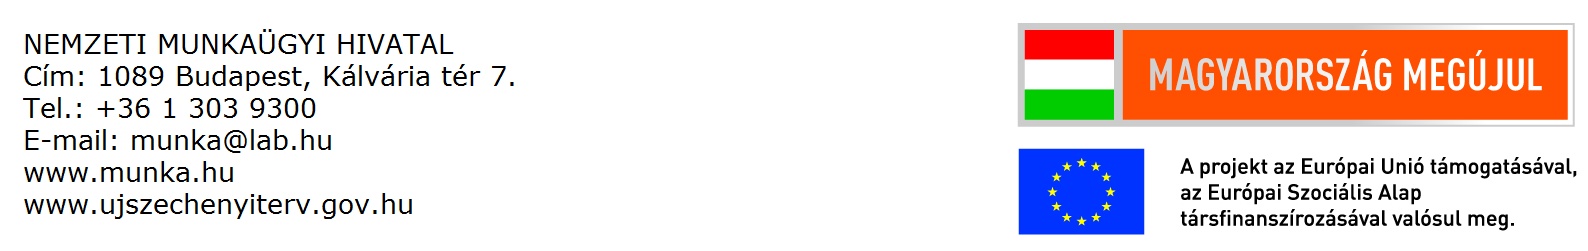 NEMZETI MUNKAÜGYI HIVATAL
Cím: 1089 Budapest, Kálvária tér 7.
Tel.: +36 1 303 9300
E-mail: munka@lab.hu
www.munka.hu
www.ujszechenyiterv.gov.hu
MAGYARORSZÁG MEGÚJUL
A projekt az Európai Unió támogatásával,
az Európai Szociális Alap
társfinanszírozásával valósul meg.